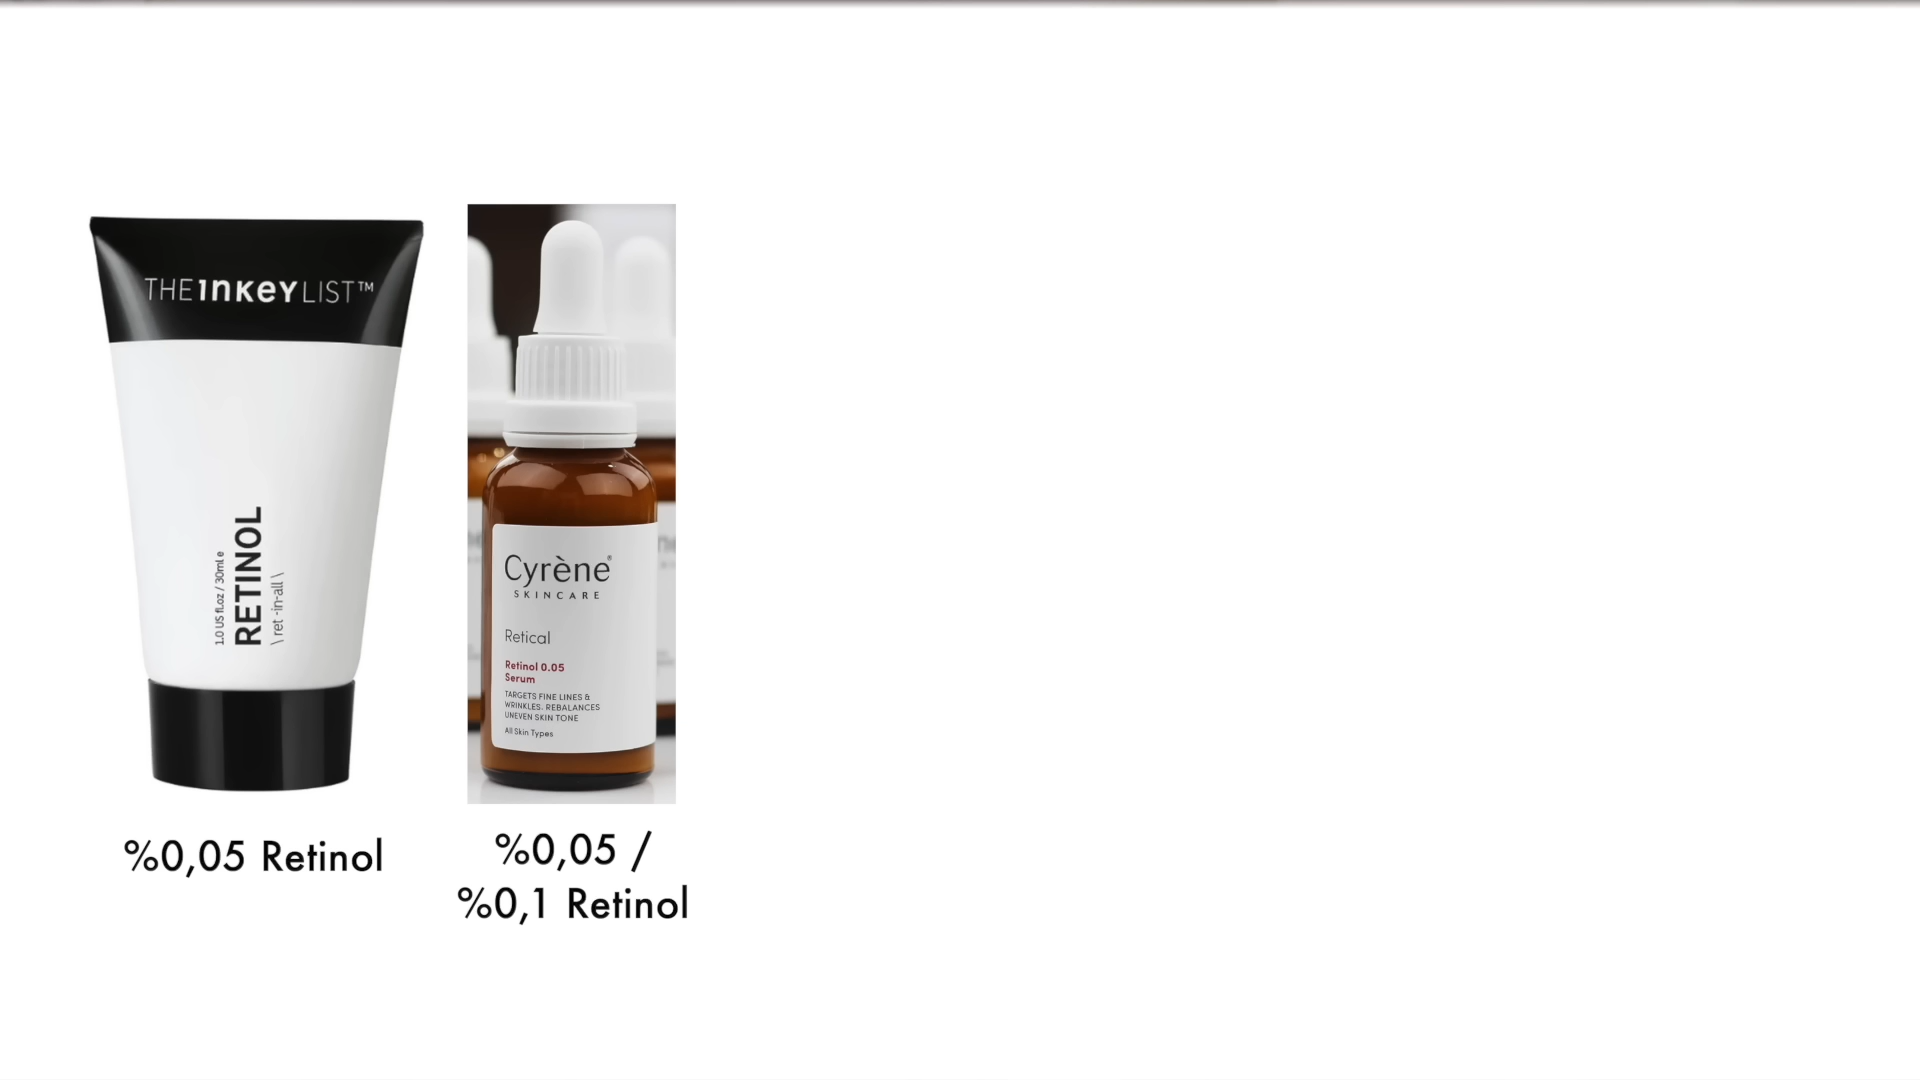 THE INKEY LIST™
1.0 US fl.oz / 30ml e
RETINOL
\ ret -in-all \
%0,05 Retinol
Cyrène®
SKINCARE
Retical
Retinol 0.05
Serum
TARGETS FINE LINES &
WRINKLES. REBALANCES
UNEVEN SKIN TONE
All Skin Types
%0,05 /
%0,1 Retinol